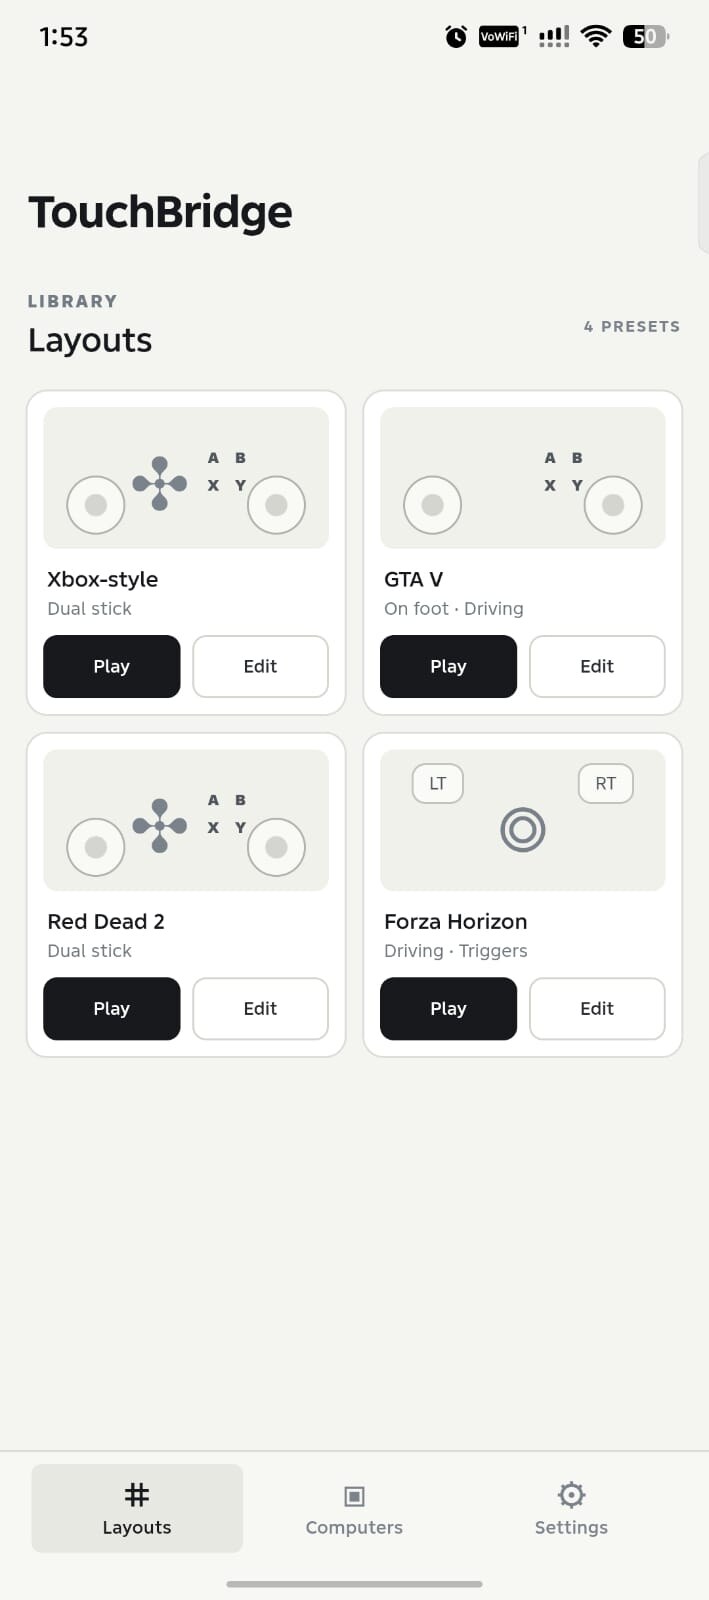 1:53
VoWiFi 1
50
TouchBridge
LIBRARY
Layouts
4 PRESETS
A B
X Y
Xbox-style
Dual stick
Play
Edit
A B
X Y
GTA V
On foot · Driving
Play
Edit
A B
X Y
Red Dead 2
Dual stick
Play
Edit
LT
RT
Forza Horizon
Driving · Triggers
Play
Edit
Layouts
Computers
Settings